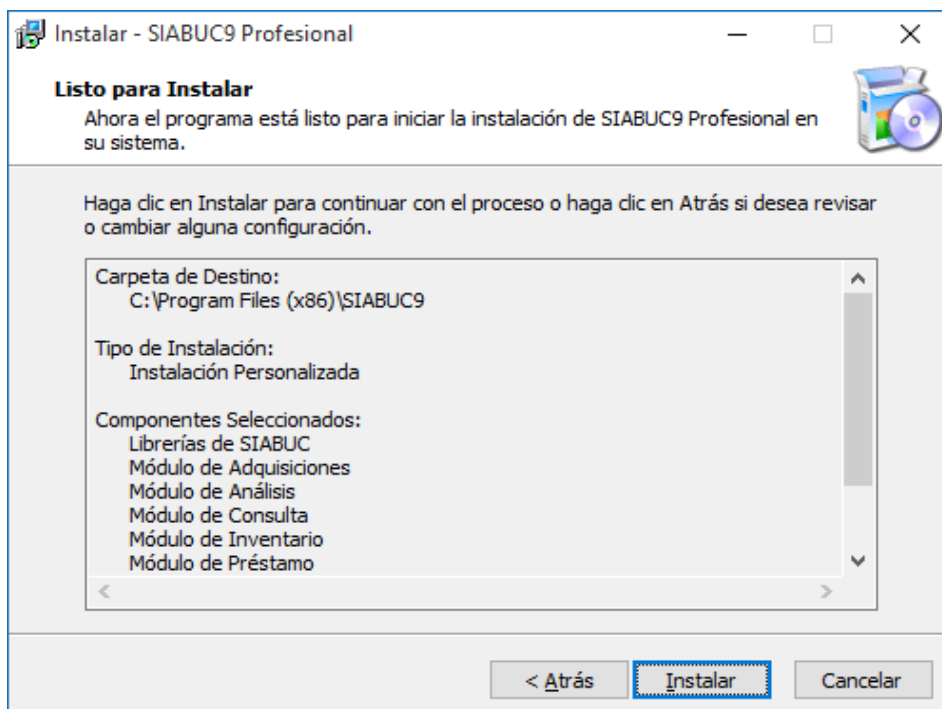 Instalar - SIABUC9 Profesional
Listo para Instalar
Ahora el programa está listo para iniciar la instalación de SIABUC9 Profesional en
su sistema.
Haga clic en Instalar para continuar con el proceso o haga clic en Atrás si desea revisar
o cambiar alguna configuración.
Carpeta de Destino:
C:\Program Files (x86)\SIABUC9
Tipo de Instalación:
Instalación Personalizada
Componentes Seleccionados:
Librerías de SIABUC
Módulo de Adquisiciones
Módulo de Análisis
Módulo de Consulta
Módulo de Inventario
Módulo de Préstamo
< Atrás Instalar Cancelar